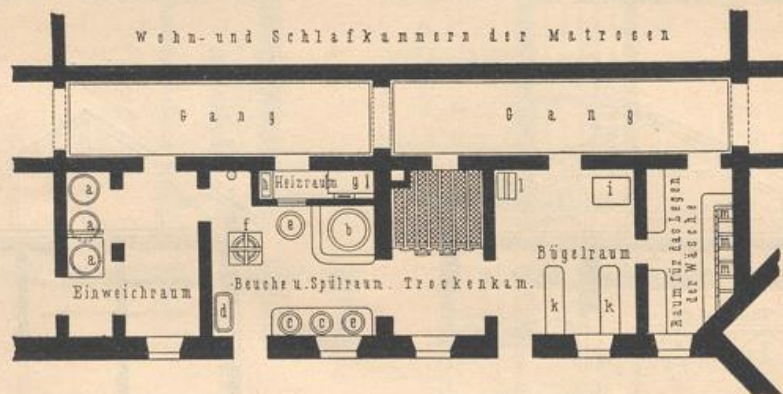 Wohn- und Schlafkammern der Matrosen
Gang
Gang
Heizraum
g l
a
a
a
f
e
b
l
i
Bügelraum
Raum für das Legen
der Wäsche
m
m
m
Einweichraum
Beuche u. Spülraum.
Trockenkam.
d
c
c
e
k
k